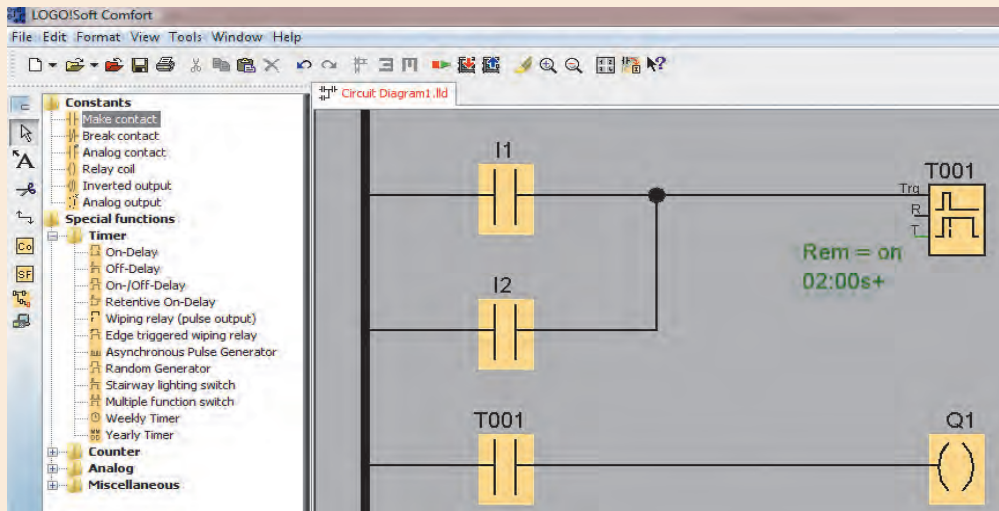 LOGO!Soft Comfort
File Edit Format View Tools Window Help
Circuit Diagram1.lld
Constants
Make contact
Break contact
Analog contact
Relay coil
Inverted output
Analog output
Special functions
Timer
On-Delay
Off-Delay
On-/Off-Delay
Retentive On-Delay
Wiping relay (pulse output)
Edge triggered wiping relay
Asynchronous Pulse Generator
Random Generator
Stairway lighting switch
Multiple function switch
Weekly Timer
Yearly Timer
Counter
Analog
Miscellaneous
A
Co
SF
I1
T001
Trg
R
T
Rem = on
02:00s+
I2
T001
Q1